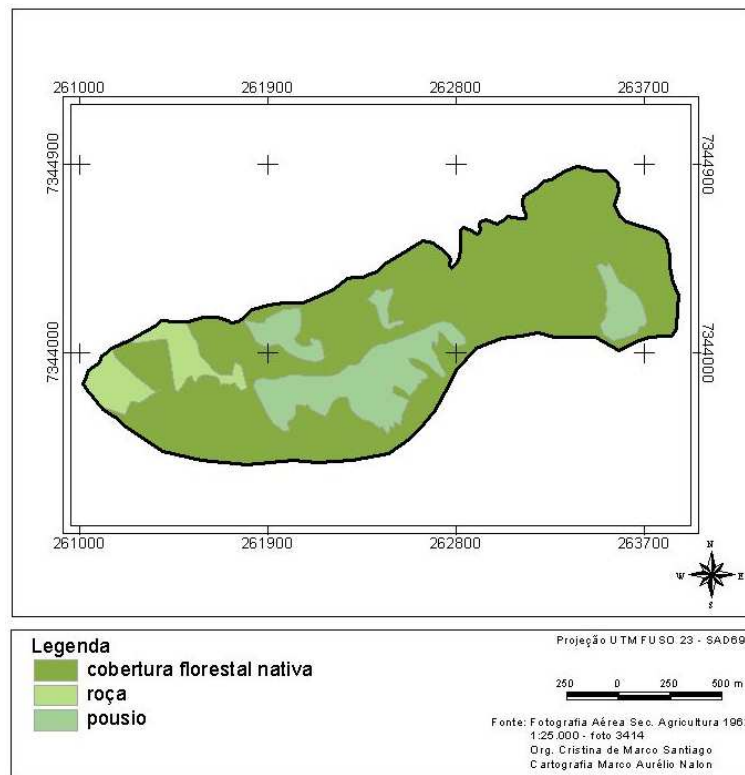 261000 261900 262800 263700
7344900 7344900
7344000 7344000
261000 261900 262800 263700
N
W E
S
Legenda
cobertura florestal nativa
roça
pousio
Projeção UTM FUSO 23 - SAD69
250 0 250 500 m
Fonte: Fotografia Aérea Sec. Agricultura
1:25.000 - foto 3414
Org. Cristina de Marco Santiago
Cartografia Marco Aurélio Nalon